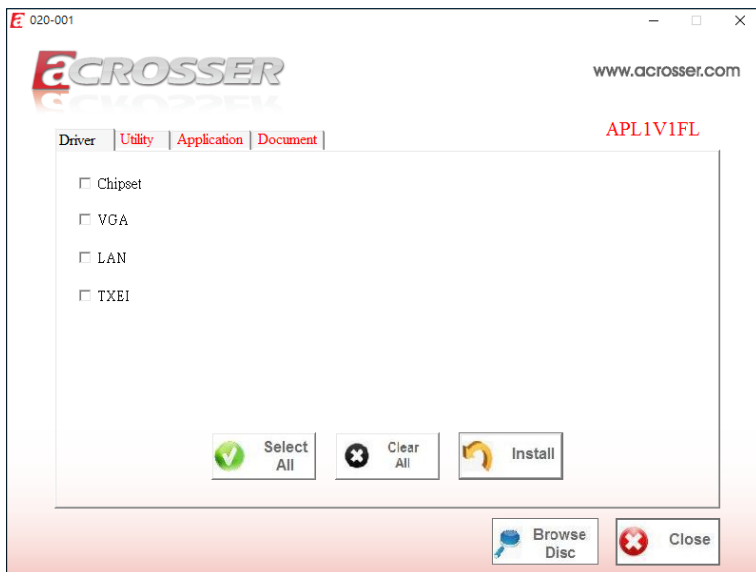 020-001
acrosser
www.acrosser.com
APL1V1FL
Driver Utility Application Document
Chipset
VGA
LAN
TXEI
Select All
Clear All
Install
Browse Disc
Close